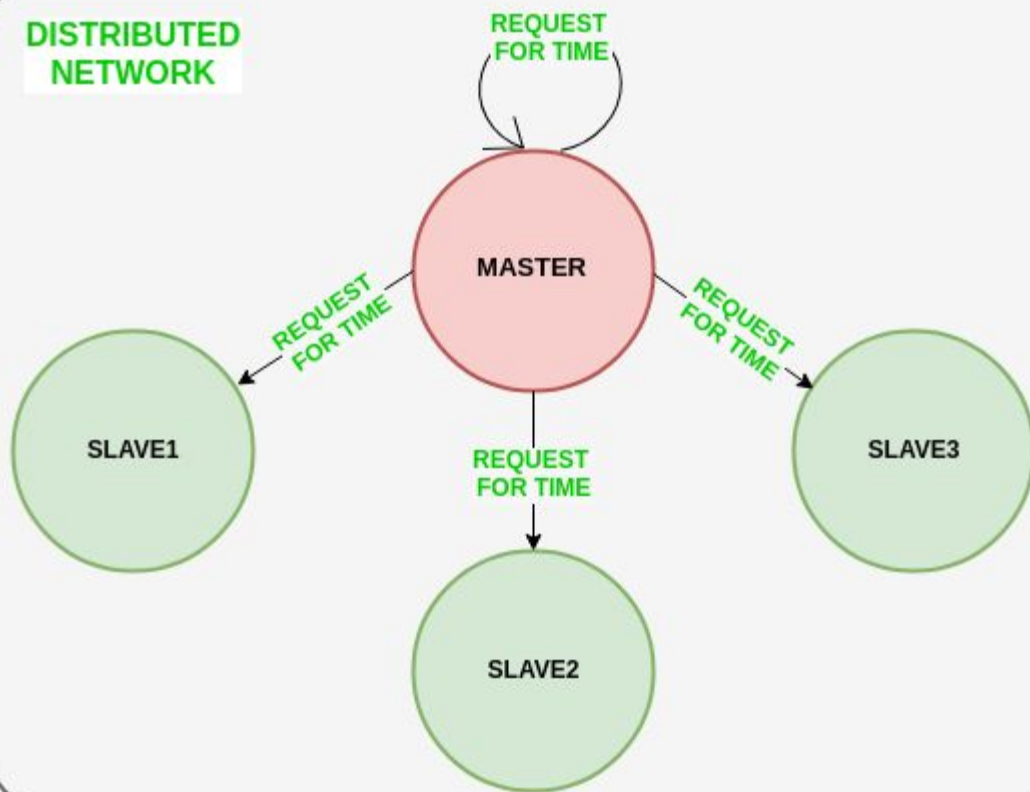 DISTRIBUTED
NETWORK
REQUEST
FOR TIME
MASTER
REQUEST
FOR TIME
REQUEST
FOR TIME
SLAVE1
REQUEST
FOR TIME
SLAVE3
SLAVE2